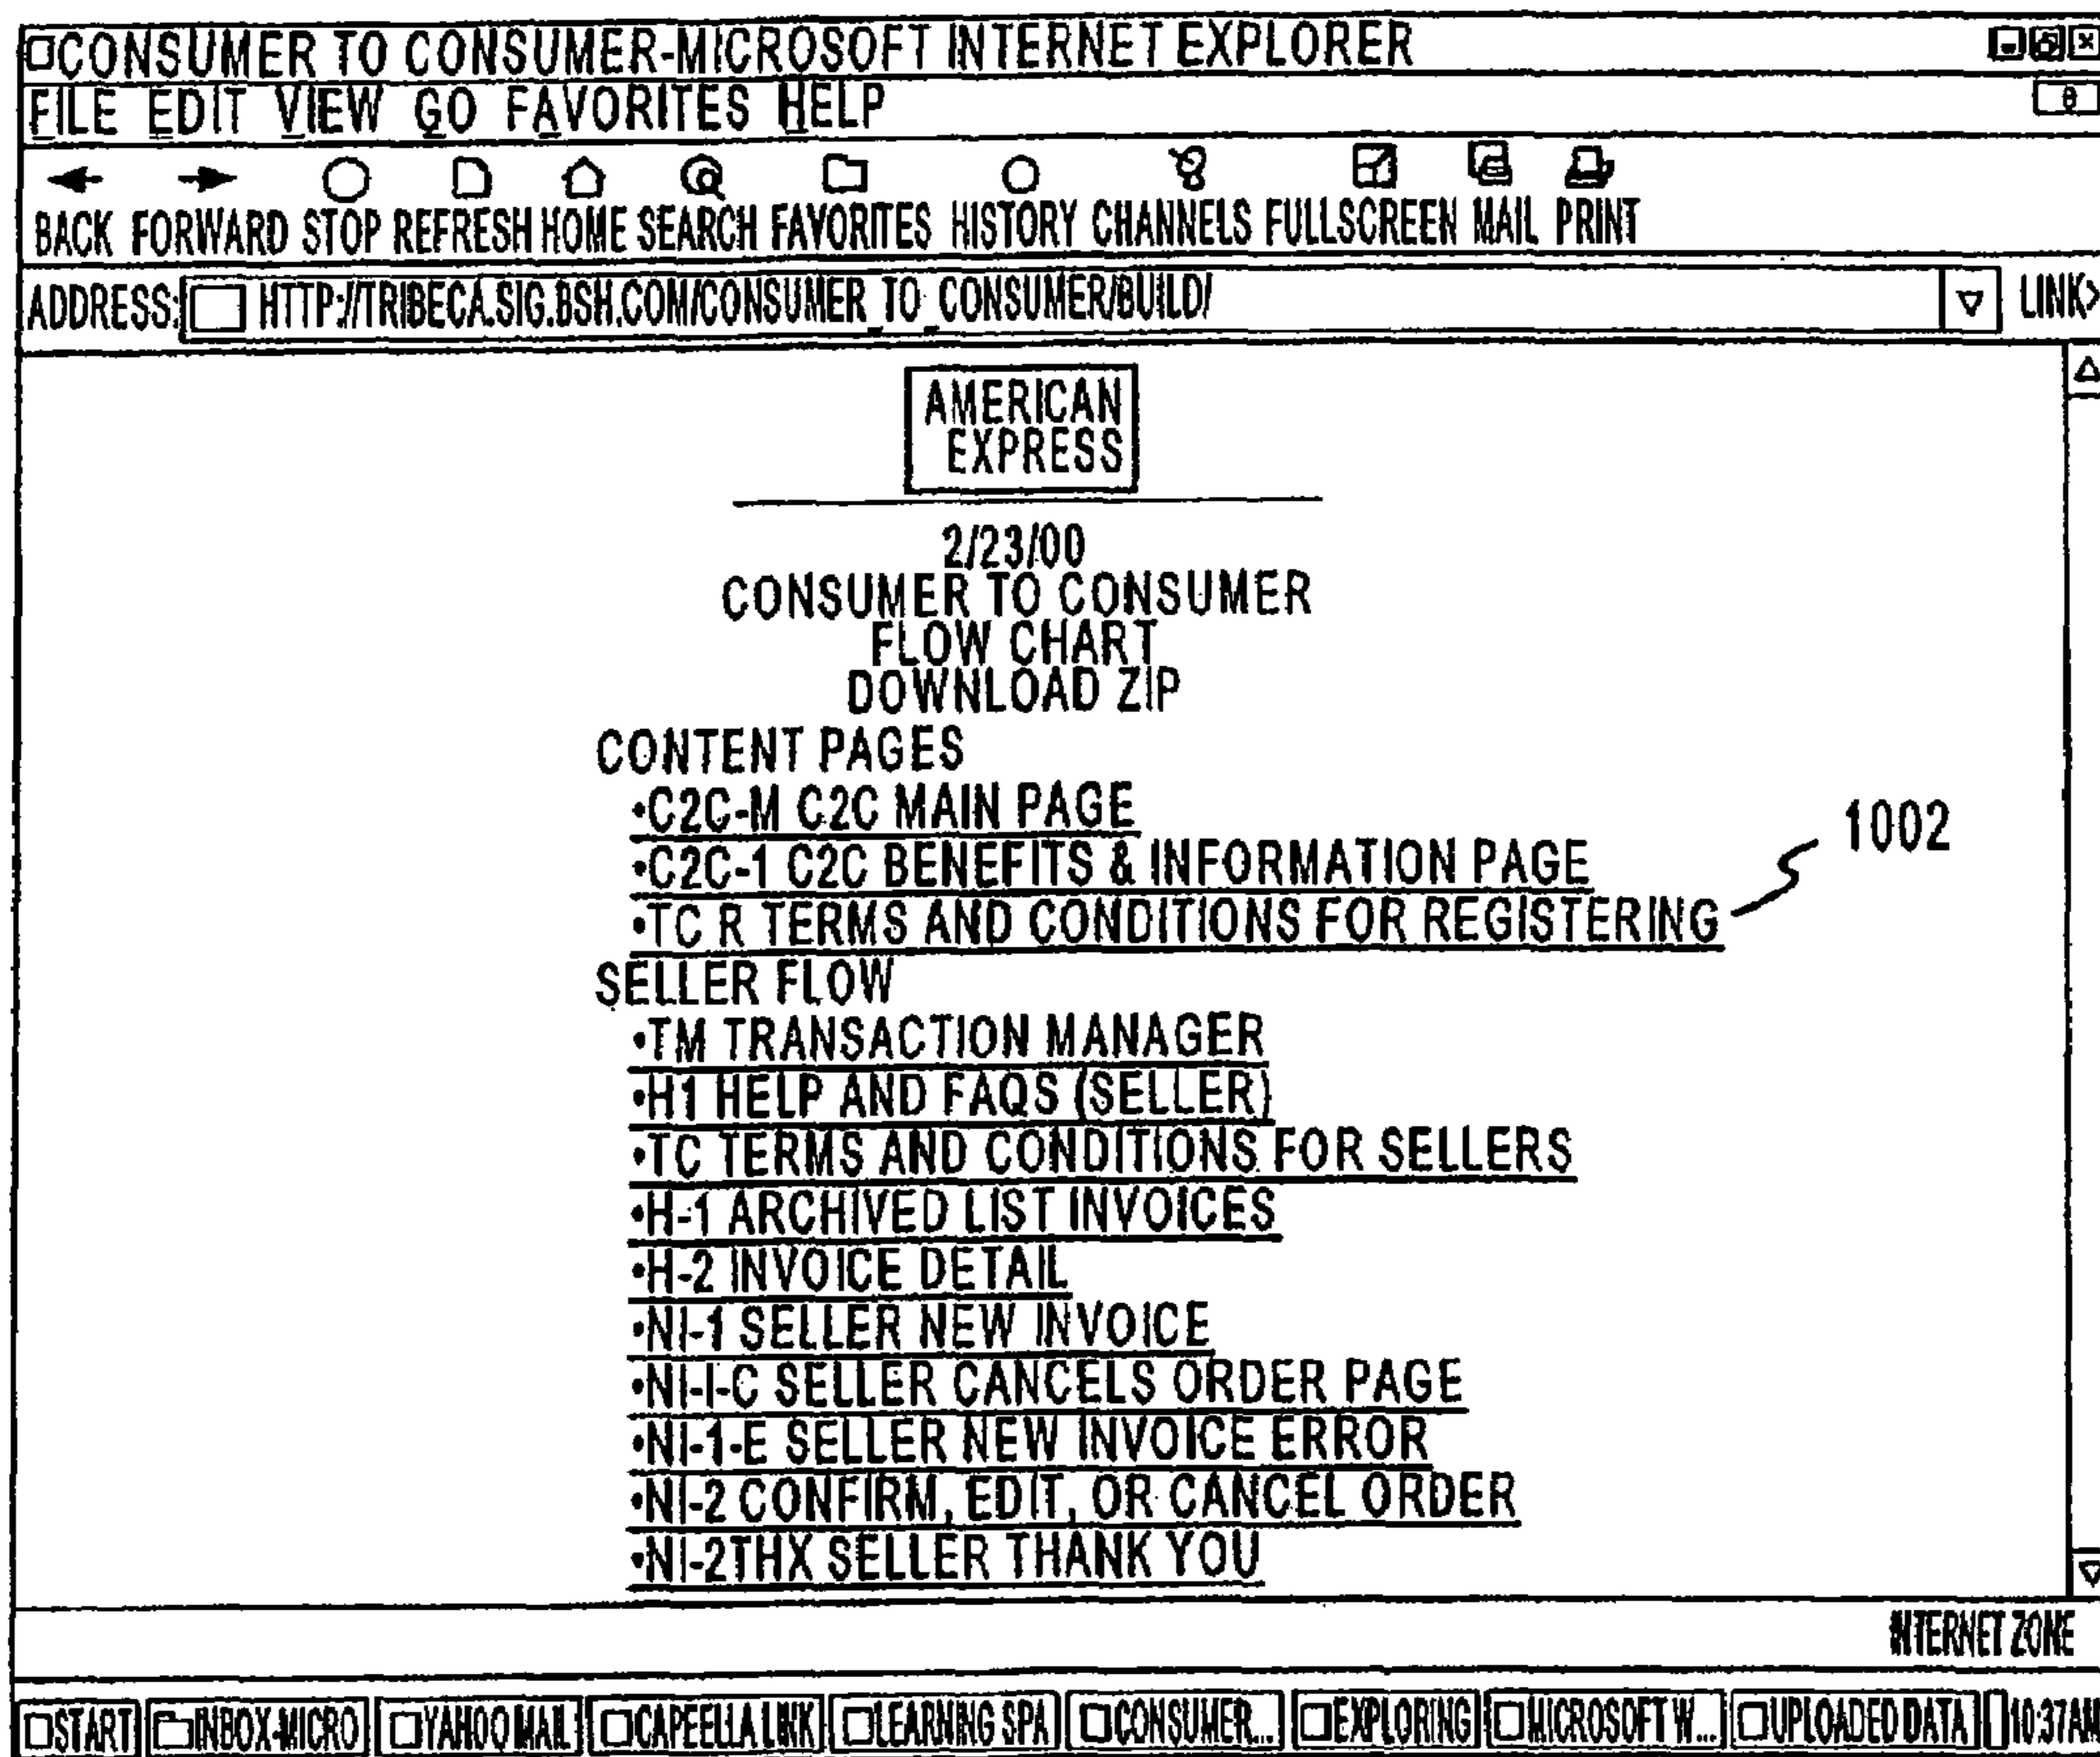 CONSUMER TO CONSUMER-MICROSOFT INTERNET EXPLORER
FILE EDIT VIEW GO FAVORITES HELP
BACK FORWARD STOP REFRESH HOME SEARCH FAVORITES HISTORY CHANNELS FULLSCREEN MAIL PRINT
ADDRESS: HTTP://TRIBECA.SIG.BSH.COM/CONSUMER_TO_CONSUMER/BUILD/ LINK>
AMERICAN
EXPRESS
2/23/00
CONSUMER TO CONSUMER
FLOW CHART
DOWNLOAD ZIP
CONTENT PAGES
•C2C-M C2C MAIN PAGE
•C2C-1 C2C BENEFITS & INFORMATION PAGE
•TC R TERMS AND CONDITIONS FOR REGISTERING
1002
SELLER FLOW
•TM TRANSACTION MANAGER
•H1 HELP AND FAQS (SELLER)
•TC TERMS AND CONDITIONS FOR SELLERS
•H-1 ARCHIVED LIST INVOICES
•H-2 INVOICE DETAIL
•NI-1 SELLER NEW INVOICE
•NI-I-C SELLER CANCELS ORDER PAGE
•NI-1-E SELLER NEW INVOICE ERROR
•NI-2 CONFIRM, EDIT, OR CANCEL ORDER
•NI-2THX SELLER THANK YOU
INTERNET ZONE
START INBOX-MICRO YAHOO MAIL CAPEELLA LINK LEARNING SPA CONSUMER... EXPLORING MICROSOFT W... UPLOADED DATA 10:37AM